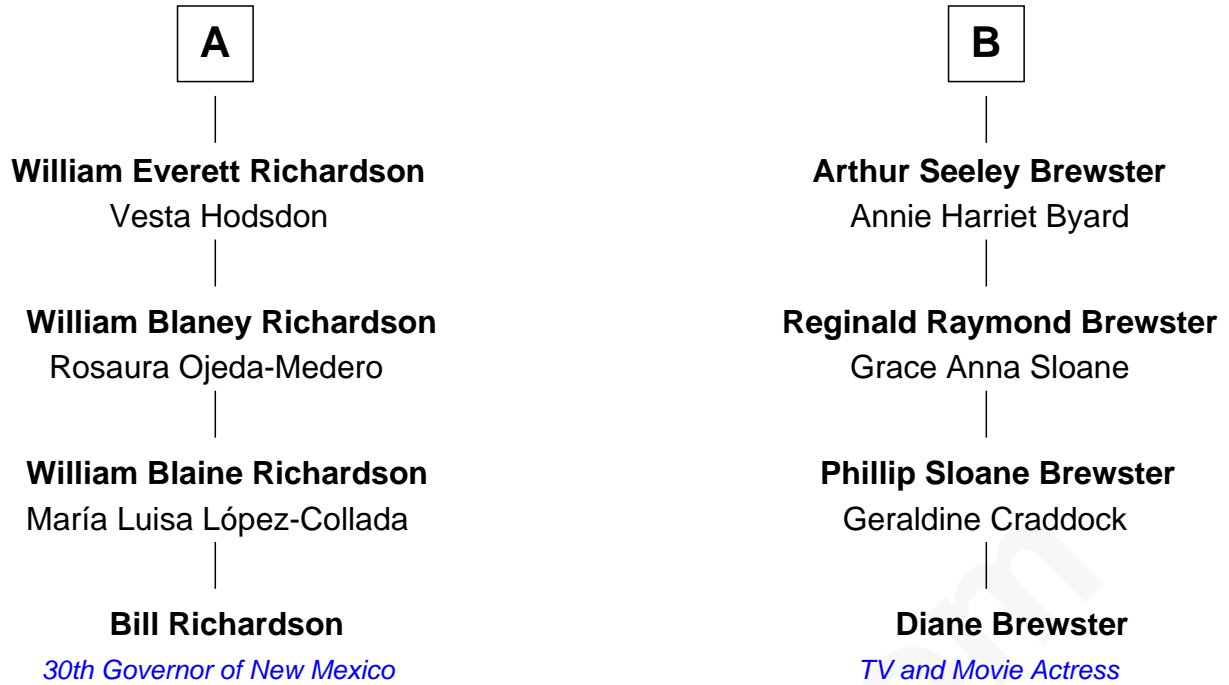 A
William Everett Richardson
Vesta Hodsdon
William Blaney Richardson
Rosaura Ojeda-Medero
William Blaine Richardson
María Luisa López-Collada
Bill Richardson
30th Governor of New Mexico
B
Arthur Seeley Brewster
Annie Harriet Byard
Reginald Raymond Brewster
Grace Anna Sloane
Phillip Sloane Brewster
Geraldine Craddock
Diane Brewster
TV and Movie Actress
om